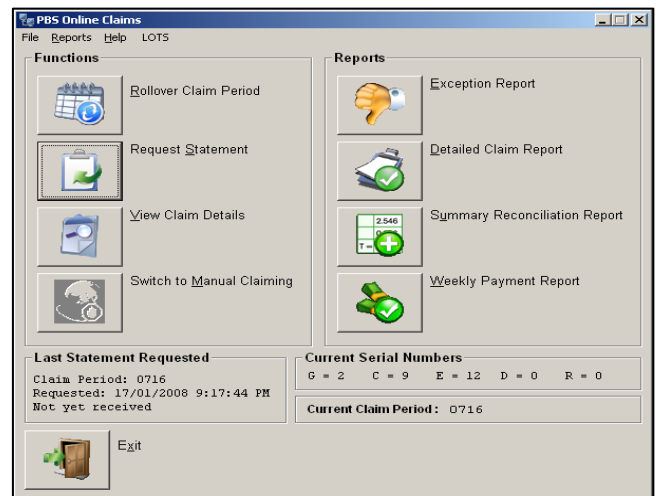 PBS Online Claims
File Reports Help LOTS
Functions
Rollover Claim Period
Request Statement
View Claim Details
Switch to Manual Claiming
Reports
Exception Report
Detailed Claim Report
2.546
T=
Summary Reconciliation Report
Weekly Payment Report
Last Statement Requested
Claim Period: 0716
Requested: 17/01/2008 9:17:44 PM
Not yet received
Current Serial Numbers
G = 2 C = 9 E = 12 D = 0 R = 0
Current Claim Period: 0716
Exit